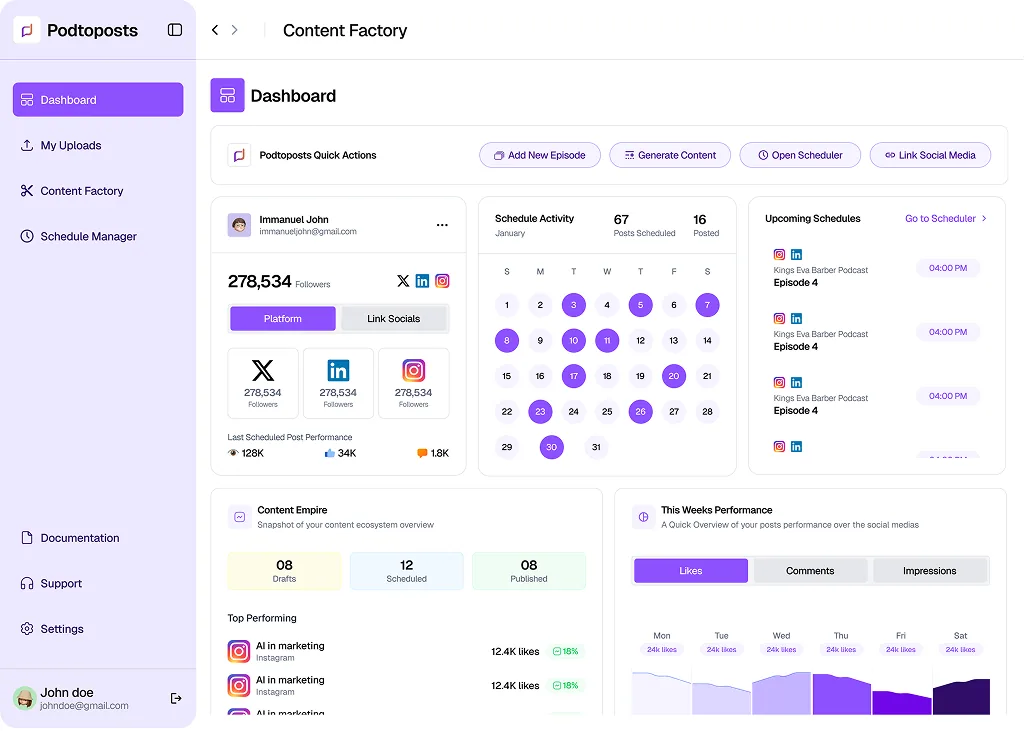 Podtoposts
Content Factory
Dashboard
My Uploads
Content Factory
Schedule Manager
Documentation
Support
Settings
John doe
johndoe@gmail.com
Dashboard
Podtoposts Quick Actions
Add New Episode
Generate Content
Open Scheduler
Link Social Media
Immanuel John
immanueljohn@gmail.com
278,534 Followers
Platform
Link Socials
278,534
Followers
278,534
Followers
278,534
Followers
Last Scheduled Post Performance
128K
34K
1.8K
Schedule Activity
January
67
Posts Scheduled
16
Posted
S M T W T F S
1 2 3 4 5 6 7
8 9 10 11 12 13 14
15 16 17 18 19 20 21
22 23 24 25 26 27 28
29 30 31
Upcoming Schedules
Go to Scheduler
Kings Eva Barber Podcast
Episode 4
04:00 PM
Kings Eva Barber Podcast
Episode 4
04:00 PM
Kings Eva Barber Podcast
Episode 4
04:00 PM
Content Empire
Snapshot of your content ecosystem overview
08
Drafts
12
Scheduled
08
Published
Top Performing
AI in marketing
Instagram
12.4K likes
18%
AI in marketing
Instagram
12.4K likes
18%
AI in marketing
This Weeks Performance
A Quick Overview of your posts performance over the social medias
Likes
Comments
Impressions
Mon Tue Wed Thu Fri Sat
24k likes 24k likes 24k likes 24k likes 24k likes 24k likes